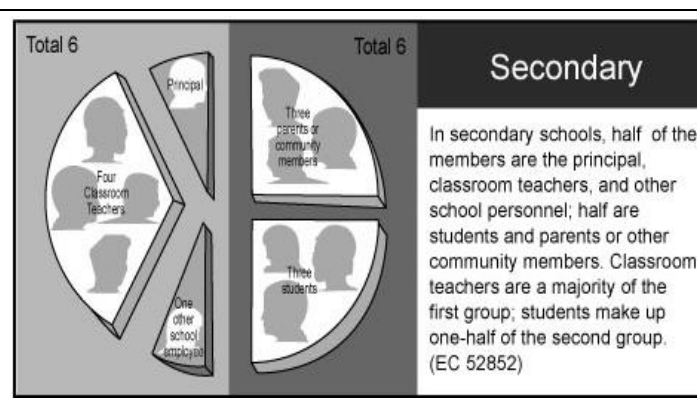 Total 6
Principal
Four
Classroom
Teachers
One
other
school
employee
Total 6
Three
parents or
community
members
Three
students
Secondary
In secondary schools, half of the
members are the principal,
classroom teachers, and other
school personnel; half are
students and parents or other
community members. Classroom
teachers are a majority of the
first group; students make up
one-half of the second group.
(EC 52852)